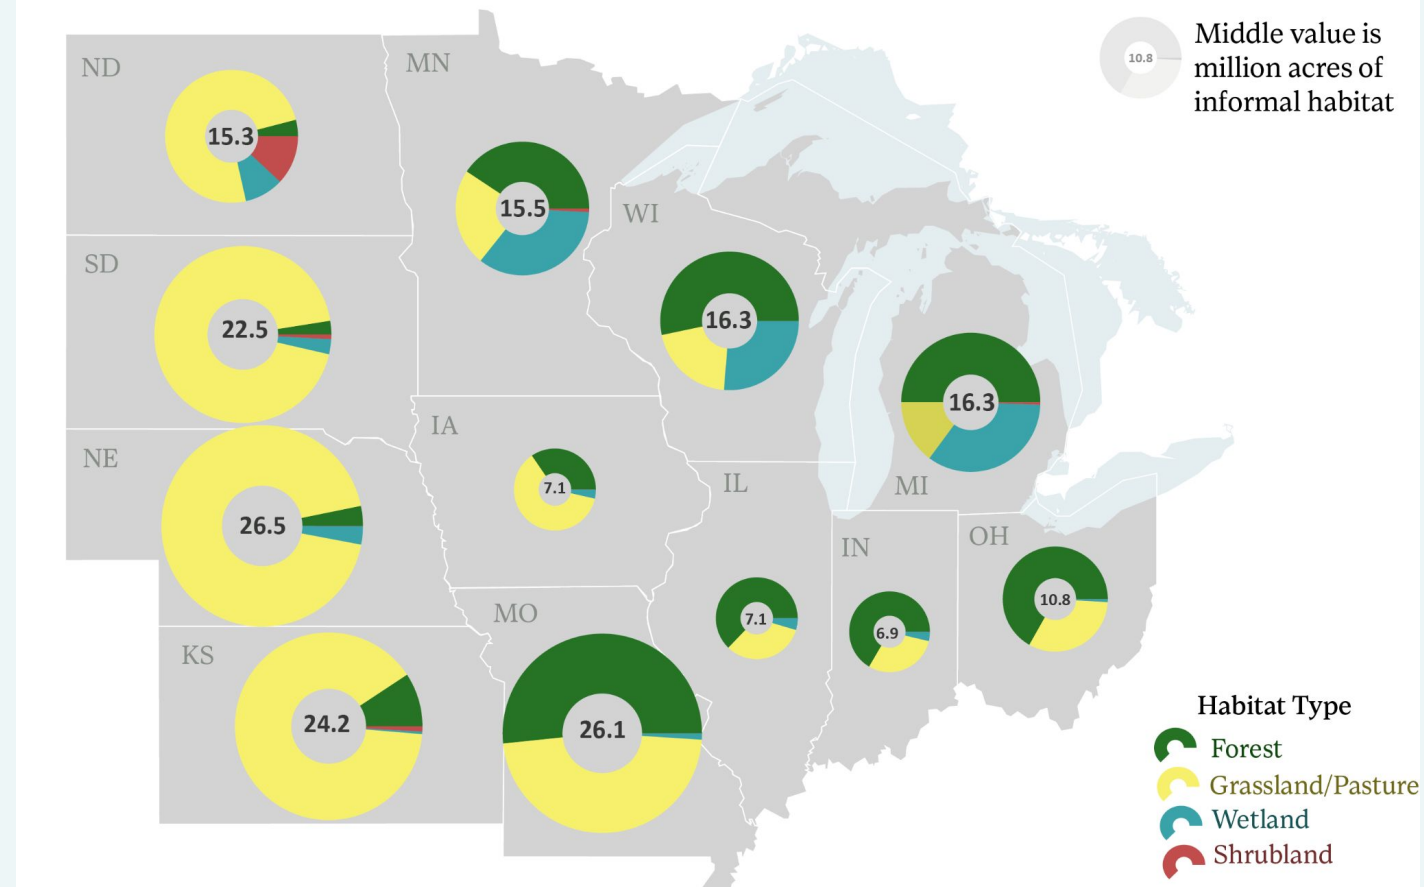 10.8
Middle value is
million acres of
informal habitat
ND
15.3
MN
15.5
WI
16.3
SD
22.5
MI
16.3
NE
26.5
IA
7.1
IL
7.1
IN
6.9
OH
10.8
KS
24.2
MO
26.1
Habitat Type
Forest
Grassland/Pasture
Wetland
Shrubland